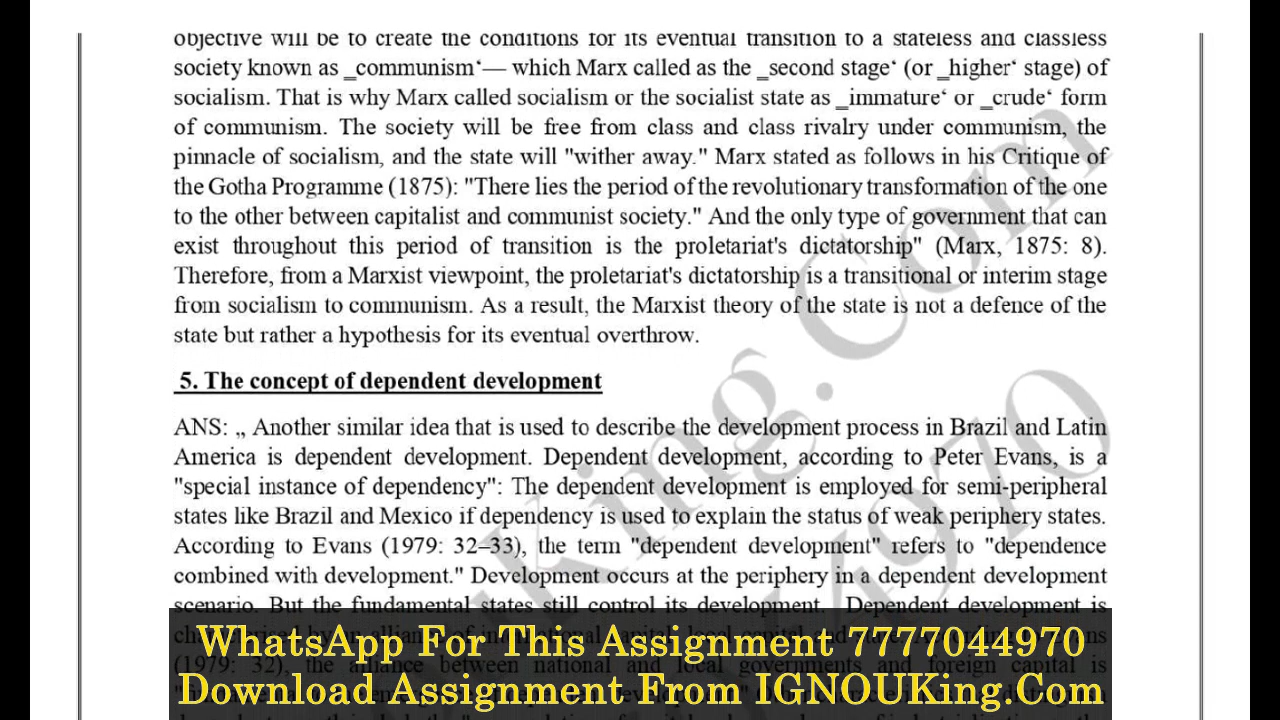 objective will be to create the conditions for its eventual transition to a stateless and classless
society known as _communism‘— which Marx called as the _second stage‘ (or _higher‘ stage) of
socialism. That is why Marx called socialism or the socialist state as _immature‘ or _crude‘ form
of communism. The society will be free from class and class rivalry under communism, the
pinnacle of socialism, and the state will "wither away." Marx stated as follows in his Critique of
the Gotha Programme (1875): "There lies the period of the revolutionary transformation of the one
to the other between capitalist and communist society." And the only type of government that can
exist throughout this period of transition is the proletariat's dictatorship" (Marx, 1875: 8).
Therefore, from a Marxist viewpoint, the proletariat's dictatorship is a transitional or interim stage
from socialism to communism. As a result, the Marxist theory of the state is not a defence of the
state but rather a hypothesis for its eventual overthrow.
5. The concept of dependent development
ANS: „ Another similar idea that is used to describe the development process in Brazil and Latin
America is dependent development. Dependent development, according to Peter Evans, is a
"special instance of dependency": The dependent development is employed for semi-peripheral
states like Brazil and Mexico if dependency is used to explain the status of weak periphery states.
According to Evans (1979: 32–33), the term "dependent development" refers to "dependence
combined with development." Development occurs at the periphery in a dependent development
scenario. But the fundamental states still control its development. Dependent development is
(1979: 32), the alliance between national and local governments and foreign capital is
WhatsApp For This Assignment 7777044970
Download Assignment From IGNOUKing.Com